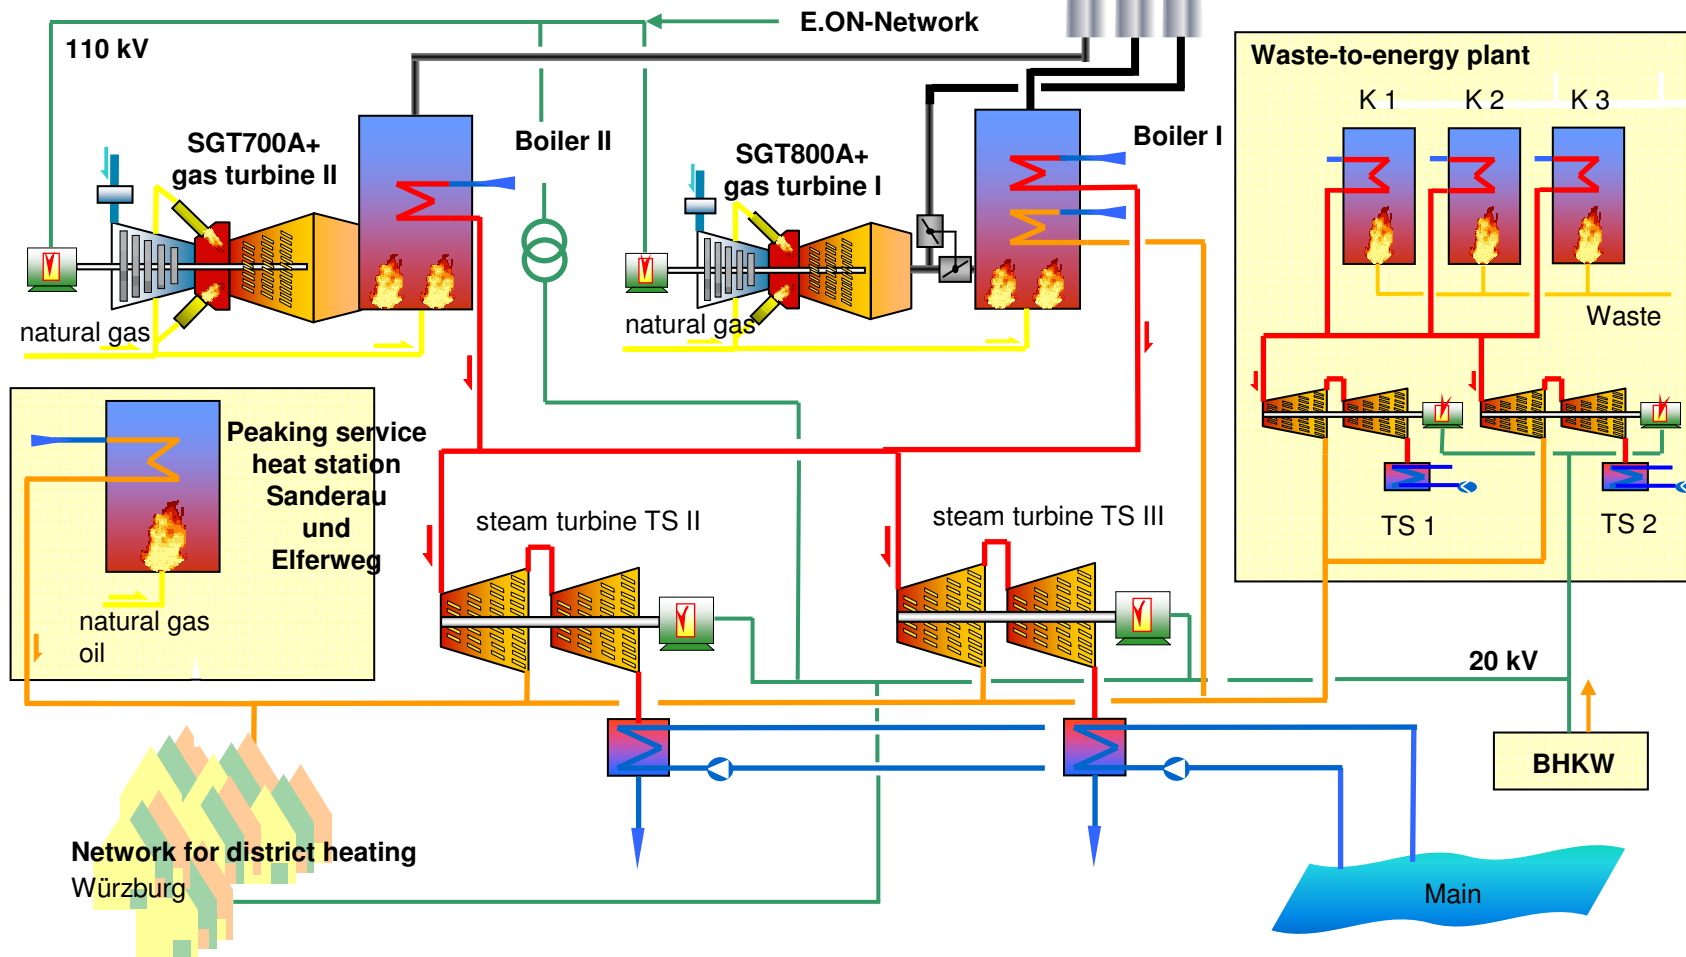 E.ON-Network
110 kV
Waste-to-energy plant
K 1
K 2
K 3
SGT700A+
gas turbine II
Boiler II
SGT800A+
gas turbine I
Boiler I
natural gas
natural gas
Waste
Peaking service
heat station
Sanderau
und
Elferweg
natural gas
oil
steam turbine TS II
steam turbine TS III
TS 1
TS 2
20 kV
BHKW
Network for district heating
Würzburg
Main